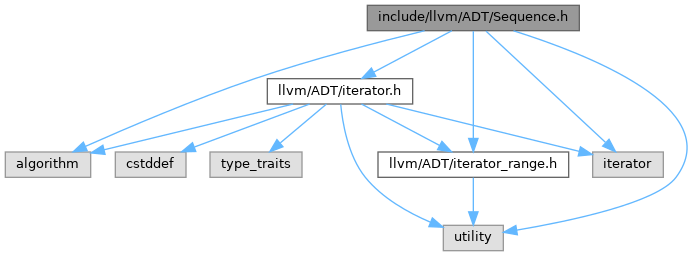 include/llvm/ADT/Sequence.h
llvm/ADT/iterator.h
algorithm
cstddef
type_traits
llvm/ADT/iterator_range.h
iterator
utility